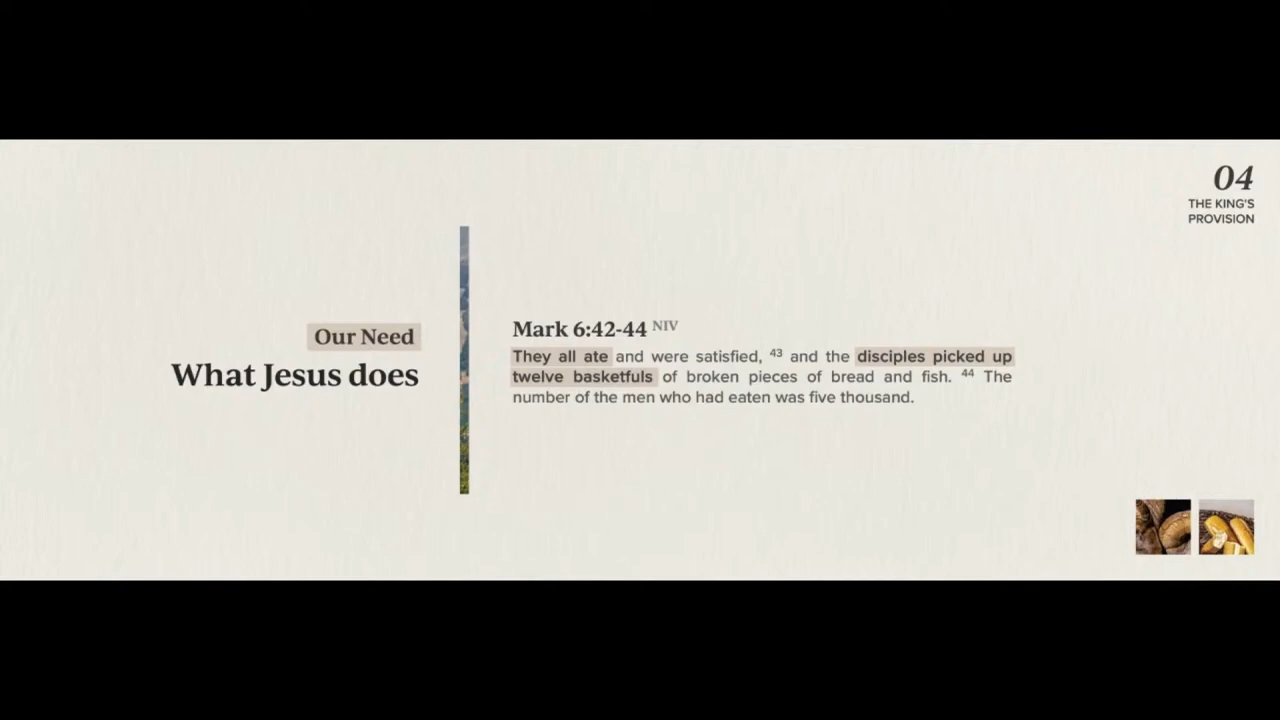 04
THE KING'S
PROVISION
Our Need
What Jesus does
Mark 6:42-44 NIV
They all ate and were satisfied, 43 and the disciples picked up
twelve basketfuls of broken pieces of bread and fish. 44 The
number of the men who had eaten was five thousand.